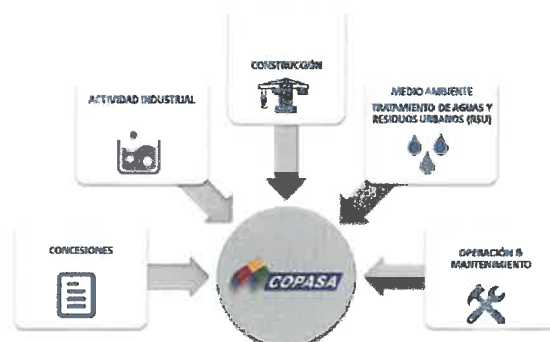 CONSTRUCCIÓN
ACTIVIDAD INDUSTRIAL
MEDIO AMBIENTE
TRATAMIENTO DE AGUAS Y
RESIDUOS URBANOS (RSU)
CONCESIONES
COPASA
OPERACIÓN &
MANTENIMIENTO